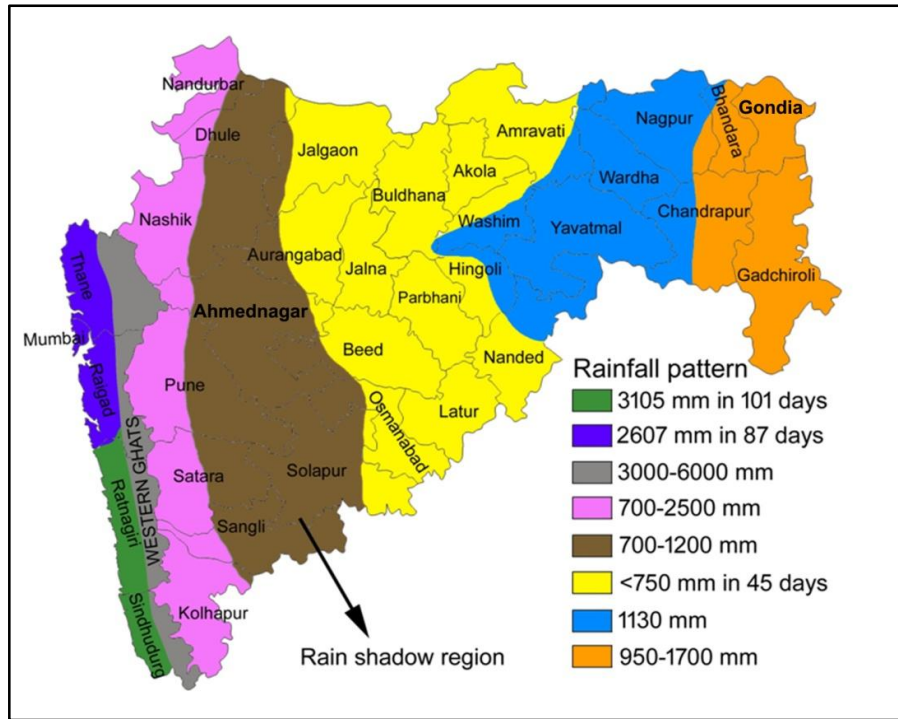 Nandurbar
Dhule
Jalgaon
Amravati
Nagpur
Bhandara
Gondia
Akola
Buldhana
Wardha
Nashik
Washim
Yavatmal
Chandrapur
Thane
Aurangabad
Jalna
Hingoli
Gadchiroli
Parbhani
Ahmednagar
Mumbai
Beed
Nanded
Raigad
Pune
Osmanabad
Latur
WESTERN GHATS
Ratnagiri
Satara
Solapur
Sangli
Sindhudurg
Kolhapur
Rain shadow region
Rainfall pattern
3105 mm in 101 days
2607 mm in 87 days
3000-6000 mm
700-2500 mm
700-1200 mm
<750 mm in 45 days
1130 mm
950-1700 mm